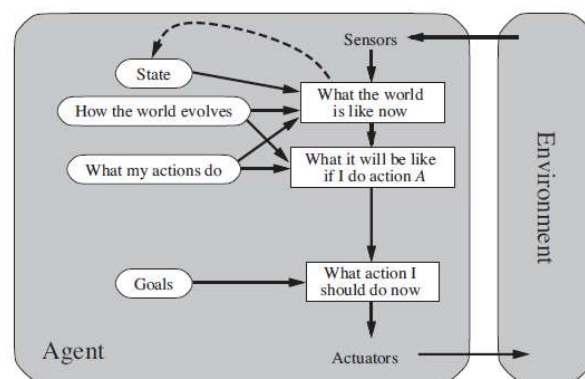 Sensors
State
What the world
is like now
How the world evolves
What my actions do
What it will be like
if I do action A
Goals
What action I
should do now
Agent
Actuators
Environment